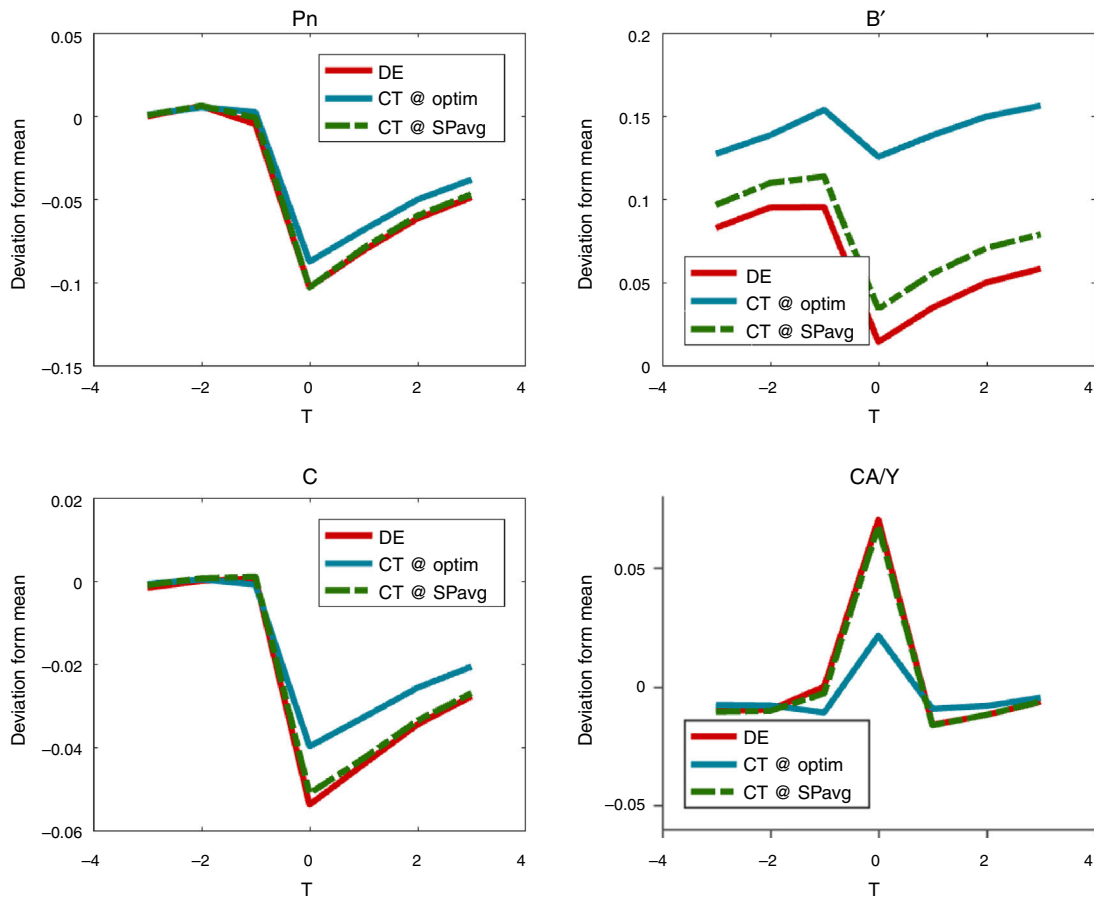 Pn
0.05
0
−0.05
−0.1
−0.15
Deviation form mean
DE
CT @ optim
CT @ SPavg
−4
−2
0
2
4
T
B′
0.2
0.15
0.1
0.05
0
Deviation form mean
DE
CT @ optim
CT @ SPavg
−4
−2
0
2
4
T
C
0.02
0
−0.02
−0.04
−0.06
Deviation form mean
DE
CT @ optim
CT @ SPavg
−4
−2
0
2
4
T
CA/Y
0.05
0
−0.05
Deviation form mean
DE
CT @ optim
CT @ SPavg
−4
−2
0
2
4
T